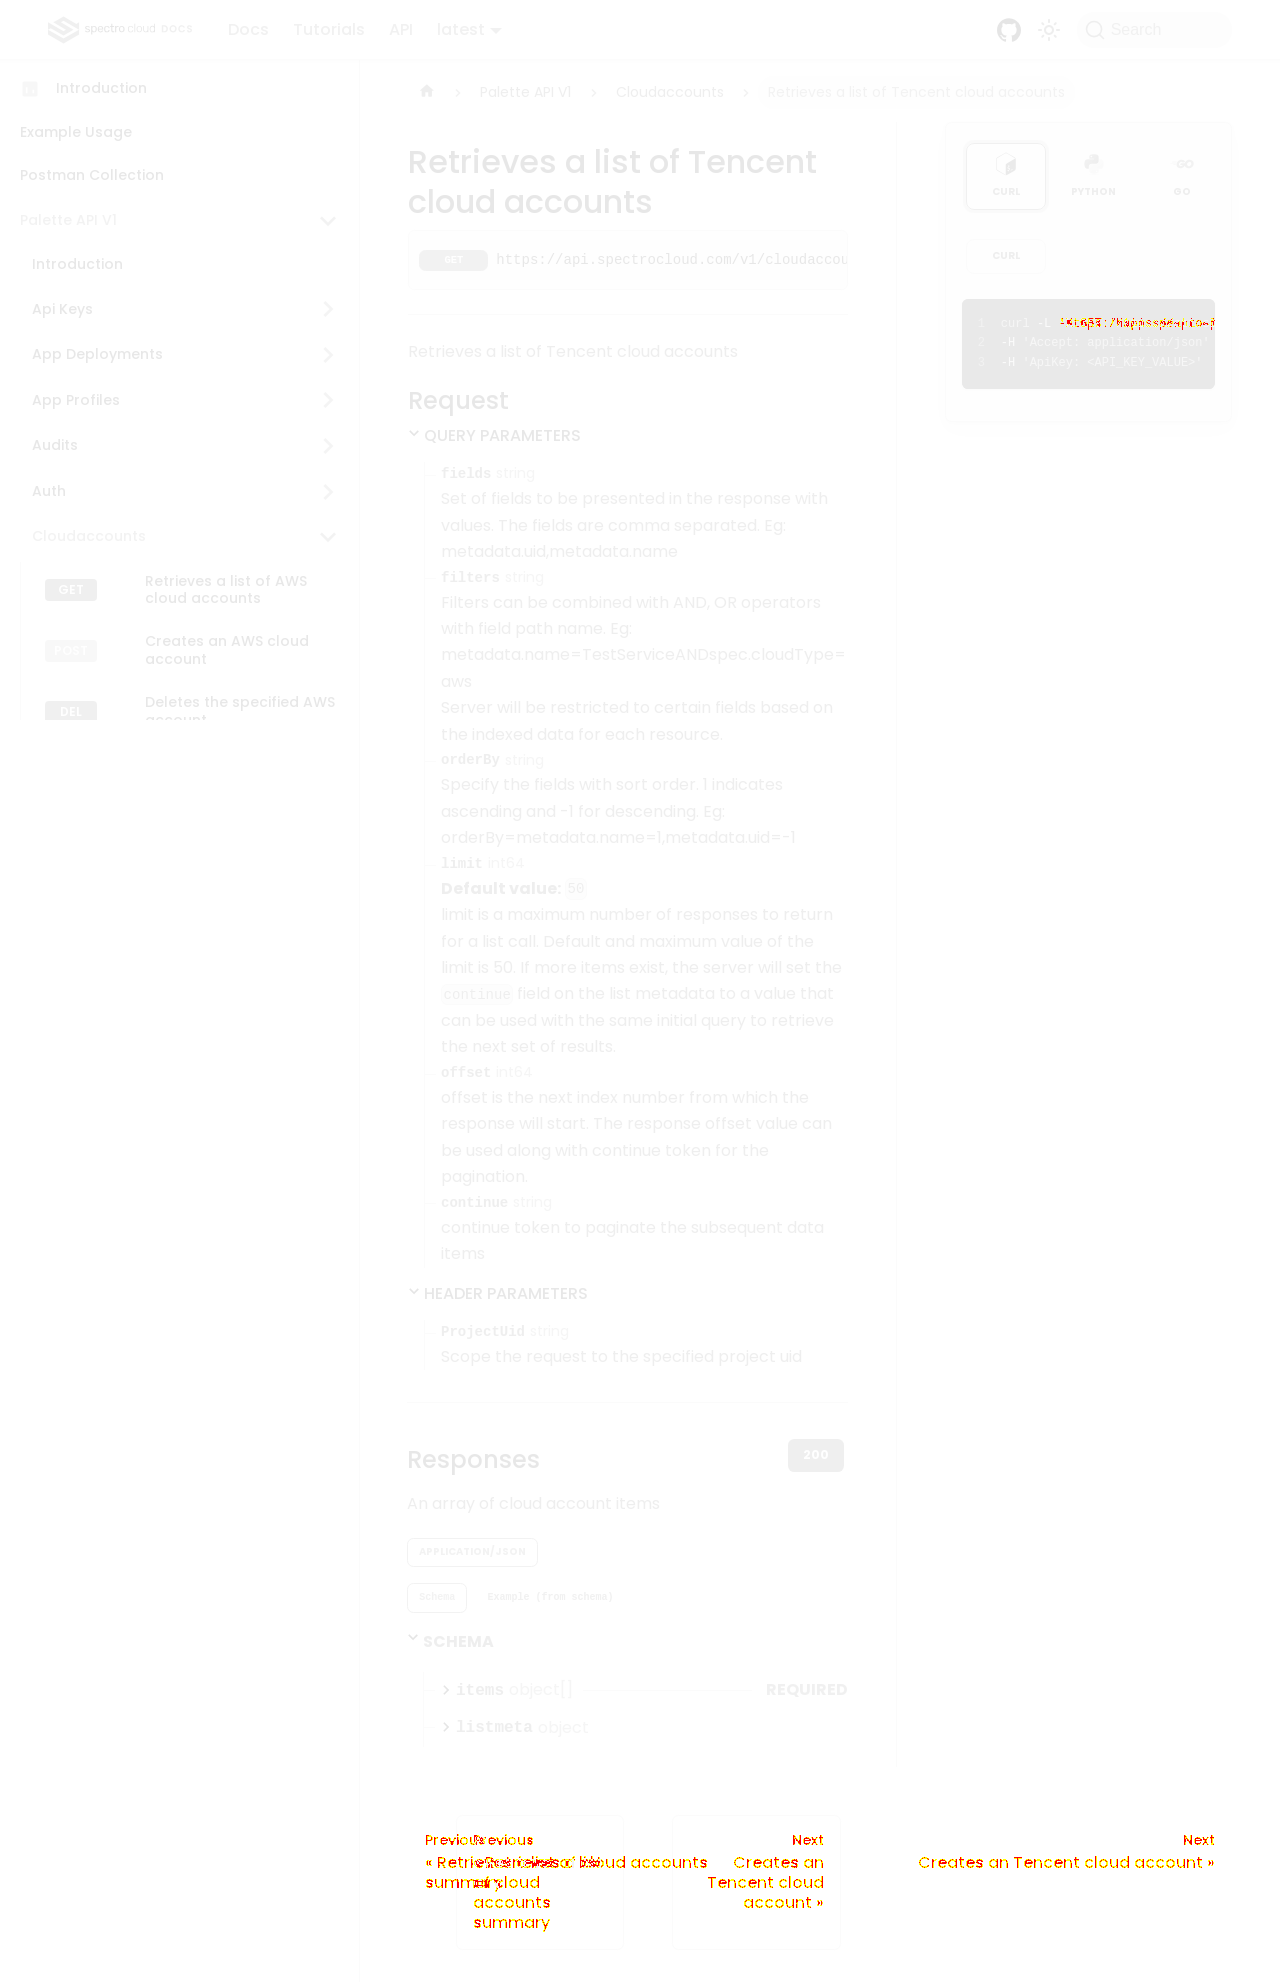 spectro cloud DOCS
Docs
Tutorials
API
latest
Search
Introduction
Example Usage
Postman Collection
Palette API V1
Introduction
Api Keys
App Deployments
App Profiles
Audits
Auth
Cloudaccounts
GET
Retrieves a list of AWS
cloud accounts
POST
Creates an AWS cloud
account
DEL
Deletes the specified AWS
account
Palette API V1
Cloudaccounts
Retrieves a list of Tencent cloud accounts
Retrieves a list of Tencent
cloud accounts
GET
https://api.spectrocloud.com/v1/cloudaccou
Retrieves a list of Tencent cloud accounts
Request
QUERY PARAMETERS
fields string
Set of fields to be presented in the response with
values. The fields are comma separated. Eg:
metadata.uid,metadata.name
filters string
Filters can be combined with AND, OR operators
with field path name. Eg:
metadata.name=TestServiceANDspec.cloudType=
aws
Server will be restricted to certain fields based on
the indexed data for each resource.
orderBy string
Specify the fields with sort order. 1 indicates
ascending and -1 for descending. Eg:
orderBy=metadata.name=1,metadata.uid=-1
limit int64
Default value: 50
limit is a maximum number of responses to return
for a list call. Default and maximum value of the
limit is 50. If more items exist, the server will set the
continue field on the list metadata to a value that
can be used with the same initial query to retrieve
the next set of results.
offset int64
offset is the next index number from which the
response will start. The response offset value can
be used along with continue token for the
pagination.
continue string
continue token to paginate the subsequent data
items
HEADER PARAMETERS
ProjectUid string
Scope the request to the specified project uid
Responses
200
An array of cloud account items
APPLICATION/JSON
Schema
Example (from schema)
SCHEMA
items object[]
REQUIRED
listmeta object
CURL
PYTHON
GO
CURL
1 curl -L
2 -H 'Accept: application/json'
3 -H 'ApiKey: <API_KEY_VALUE>'
Previous
Previous
cloud accounts
summary
of cloud
accounts
summary
Next
Creates an
Tencent cloud
account »
Next
Creates an Tencent cloud account »